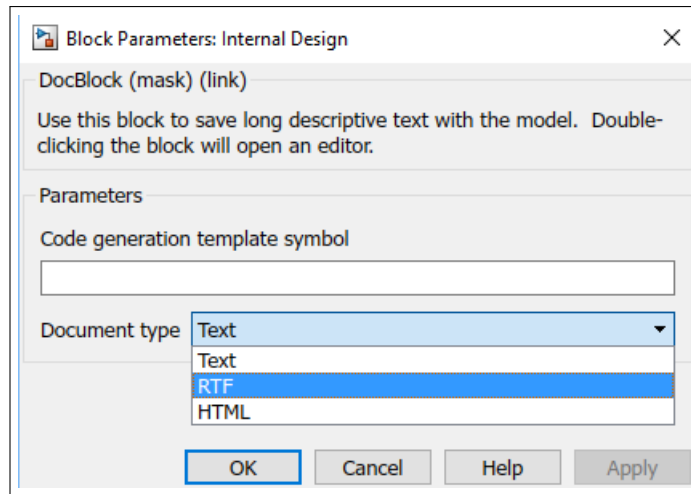 Block Parameters: Internal Design
DocBlock (mask) (link)
Use this block to save long descriptive text with the model. Double-
clicking the block will open an editor.
Parameters
Code generation template symbol
Document type Text
Text
RTF
HTML
OK Cancel Help Apply